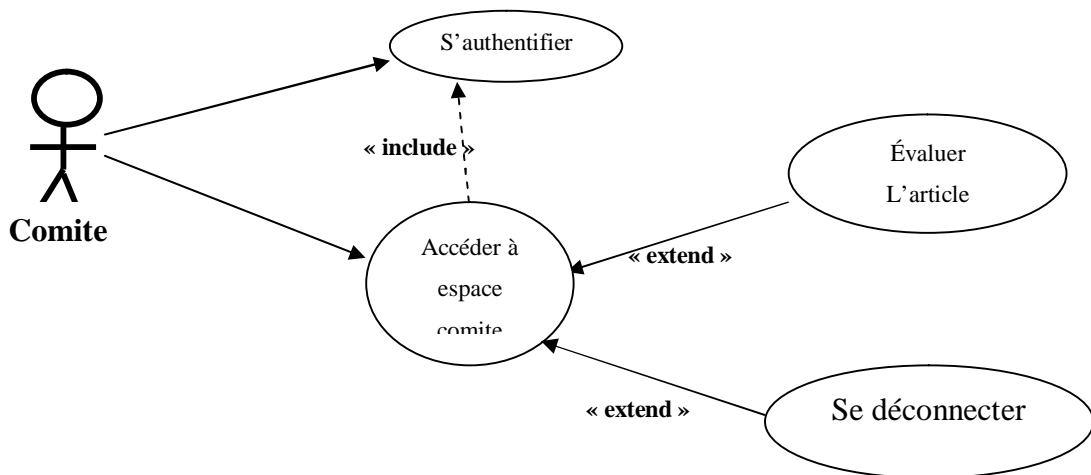 S’authentifier
« include »
Évaluer
L’article
Comite
Accéder à
espace
comite
« extend »
« extend »
Se déconnecter